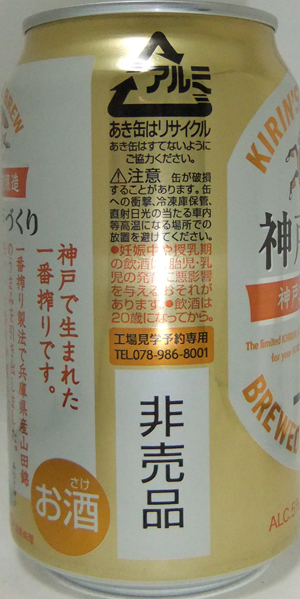 アルミ
あき缶はリサイクル
あき缶はすてないように
ご協力ください。
⚠注意 缶が破損
することがあります。缶
への衝撃、冷凍庫保管、
直射日光の当たる車内
等高温になる場所での
放置を避けてください。
●妊娠中や授乳期
の飲酒は、胎児・乳
児の発育に悪影響
を与えるおそれが
あります。●飲酒は
20歳になってから。
工場見学予約専用
TEL078-986-8001
非売品
神戸で生まれた
一番搾りです。
一番搾り製法で兵庫県産山田錦
さけ
お酒
づくり
BREW
KIRIN'S
神
神戸
The limited
for your
BREWE
ALC.5